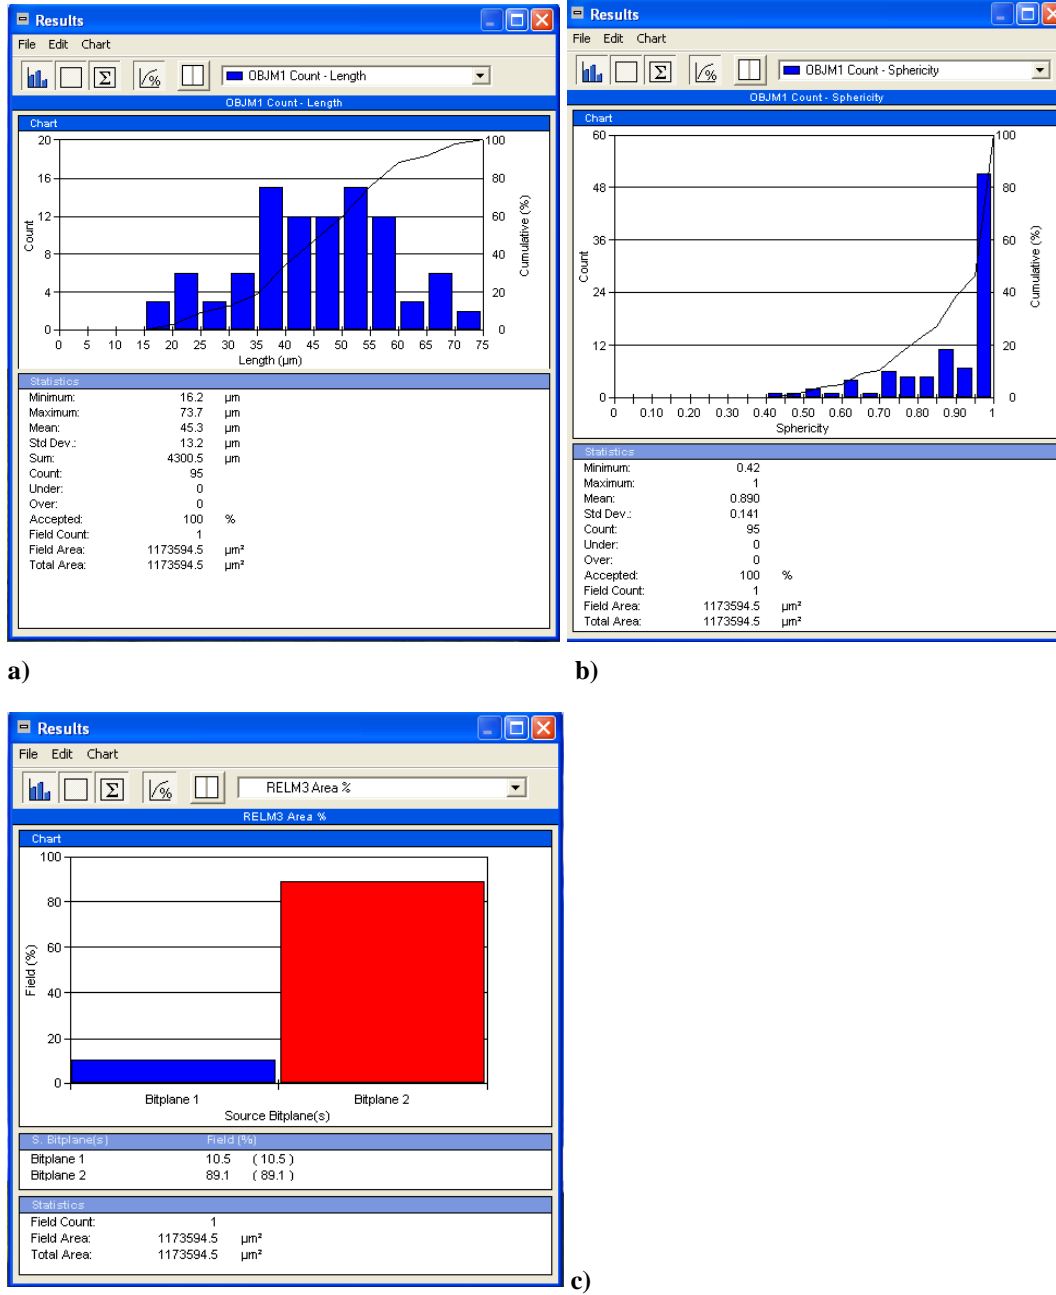 Results
File Edit Chart
OBJM1 Count - Length
OBJM1 Count - Length
Chart
20
16
12
8
4
0
Count
100
80
60
40
20
0
Cumulative (%)
0 5 10 15 20 25 30 35 40 45 50 55 60 65 70 75
Length (µm)
Statistics
Minimum: 16.2 µm
Maximum: 73.7 µm
Mean: 45.3 µm
Std Dev.: 13.2 µm
Sum: 4300.5 µm
Count: 95
Under: 0
Over: 0
Accepted: 100 %
Field Count: 1
Field Area: 1173594.5 µm²
Total Area: 1173594.5 µm²
a)
Results
File Edit Chart
OBJM1 Count - Sphericity
OBJM1 Count - Sphericity
Chart
60
48
36
24
12
0
Count
100
80
60
40
20
0
Cumulative (%)
0 0.10 0.20 0.30 0.40 0.50 0.60 0.70 0.80 0.90 1
Sphericity
Statistics
Minimum: 0.42
Maximum: 1
Mean: 0.890
Std Dev.: 0.141
Count: 95
Under: 0
Over: 0
Accepted: 100 %
Field Count: 1
Field Area: 1173594.5 µm²
Total Area: 1173594.5 µm²
b)
Results
File Edit Chart
RELM3 Area %
RELM3 Area %
Chart
100
80
60
40
20
0
Field (%)
Bitplane 1 Bitplane 2
Source Bitplane(s)
S. Bitplane(s) Field (%)
Bitplane 1 10.5 ( 10.5 )
Bitplane 2 89.1 ( 89.1 )
Statistics
Field Count: 1
Field Area: 1173594.5 µm²
Total Area: 1173594.5 µm²
c)